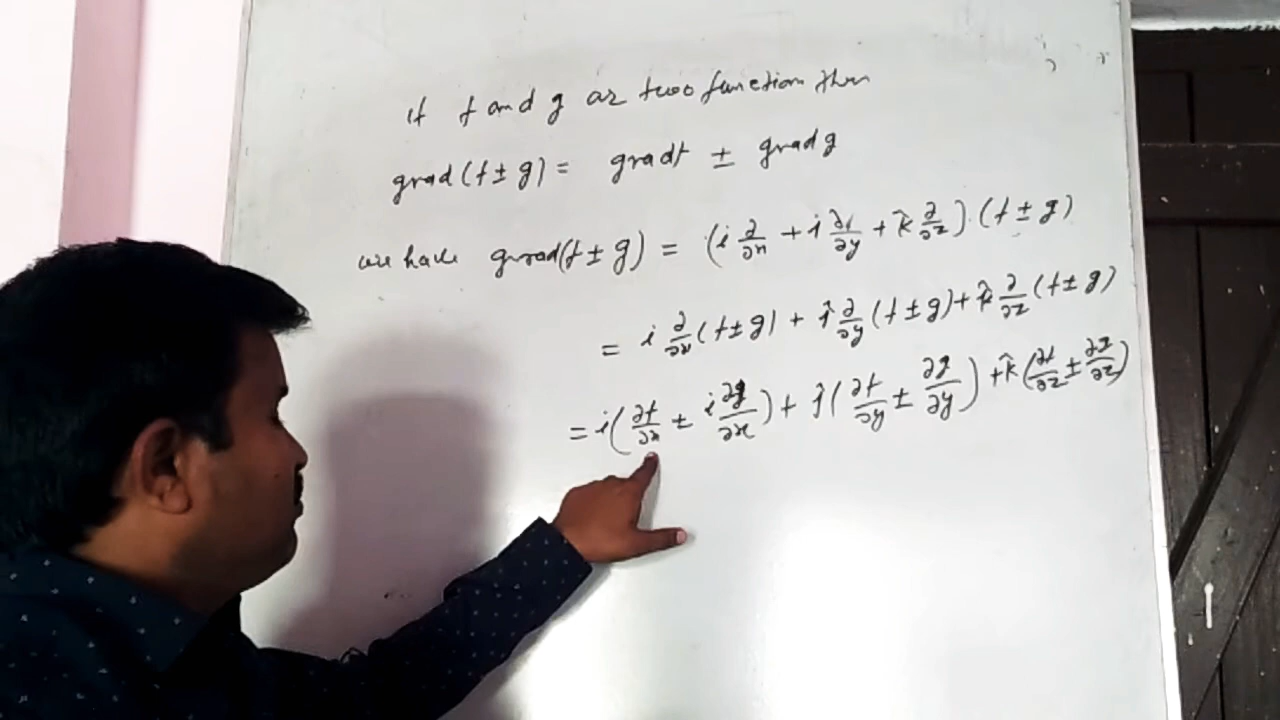 If f and g are two function then
grad (f ± g) = grad f ± grad g
we have grad(f ± g) = (i ∂/∂x + j ∂f/∂y + k̂ ∂/∂z) · (f ± g)
= i ∂/∂x (f ± g) + ĵ ∂/∂y (f ± g) + k̂ ∂/∂z (f ± g)
= i(∂f/∂x ± i ∂g/∂x) + ĵ(∂f/∂y ± ∂g/∂y) + k̂(∂f/∂z ± ∂g/∂z)